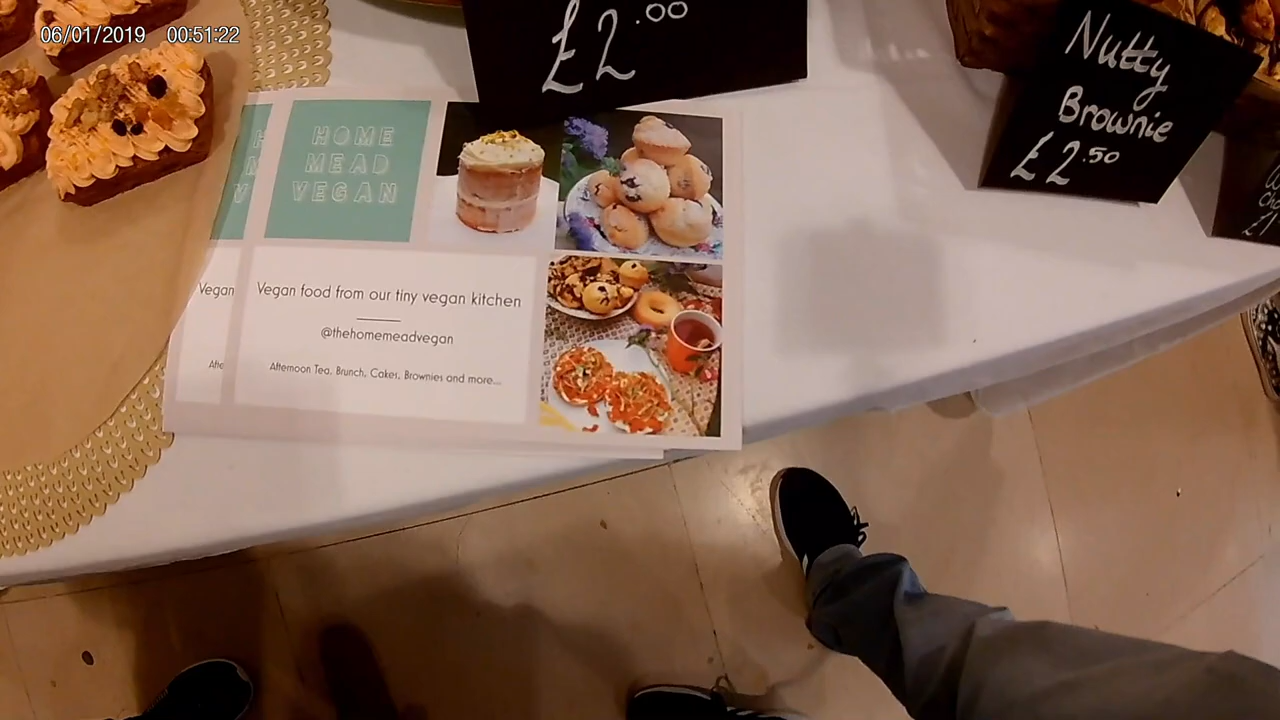 06/01/2019 00:51:22
£2.00
Nutty
Brownie
£2.50
HOME
MEAD
VEGAN
Vegan food from our tiny vegan kitchen
@thehomemeadvegan
Afternoon Tea, Brunch, Cakes, Brownies and more...
H
M
V
Vegan
Afte